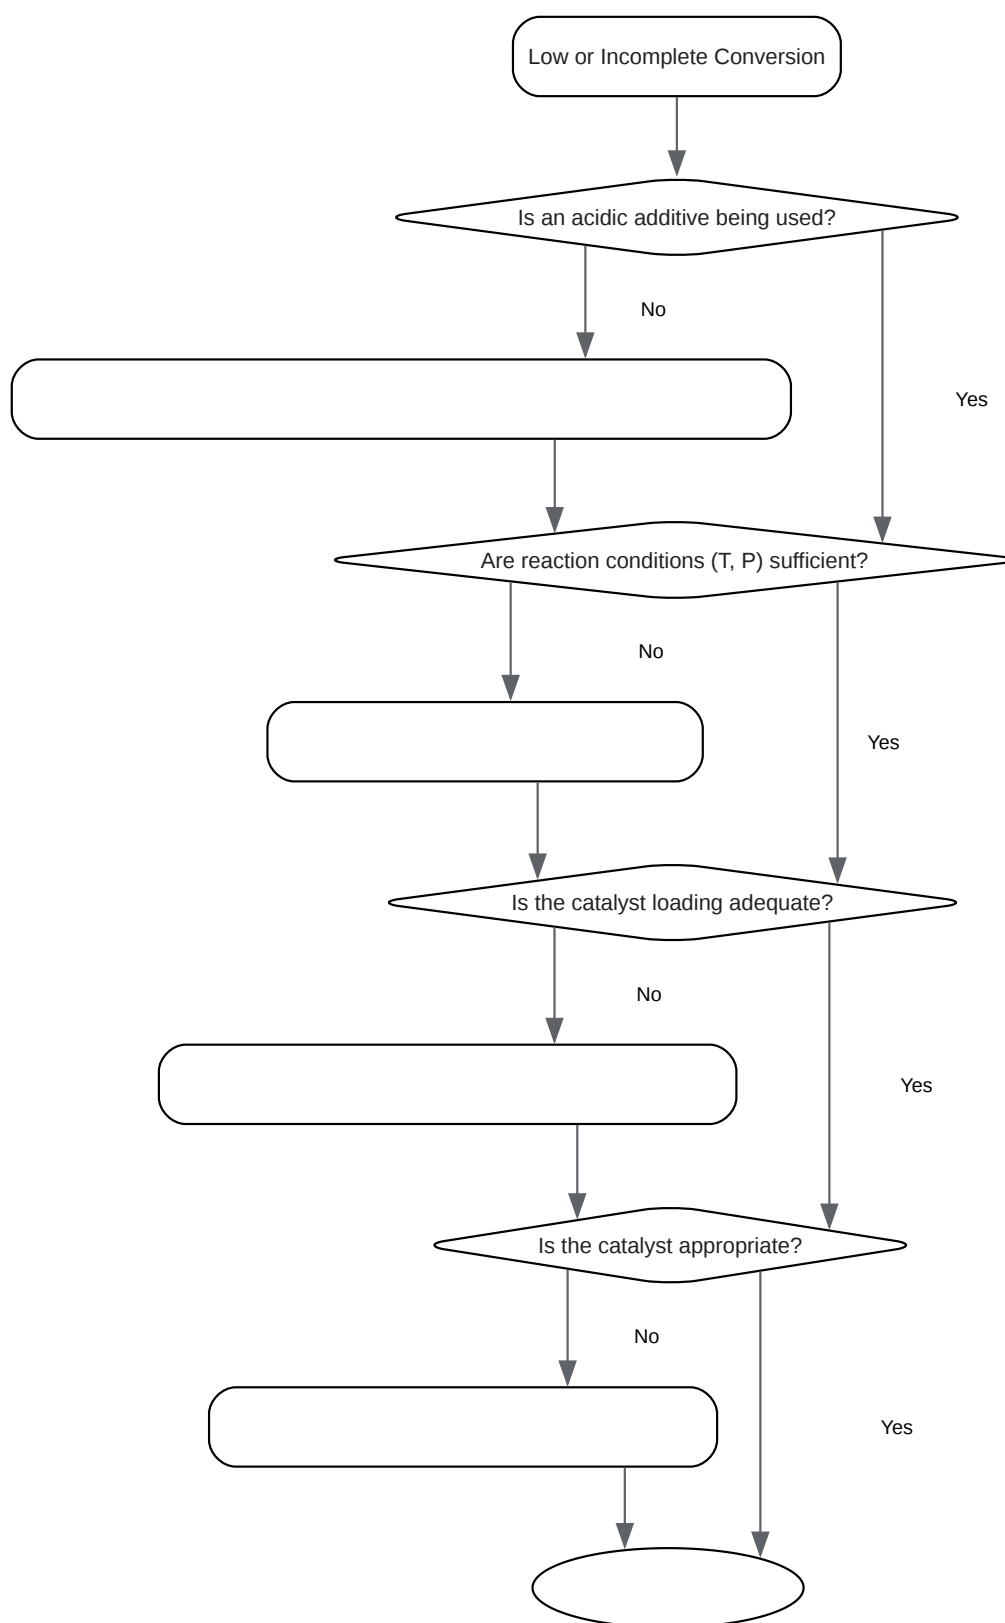 Low or Incomplete Conversion
Is an acidic additive being used?
No
Yes
Are reaction conditions (T, P) sufficient?
No
Yes
Is the catalyst loading adequate?
No
Yes
Is the catalyst appropriate?
No
Yes